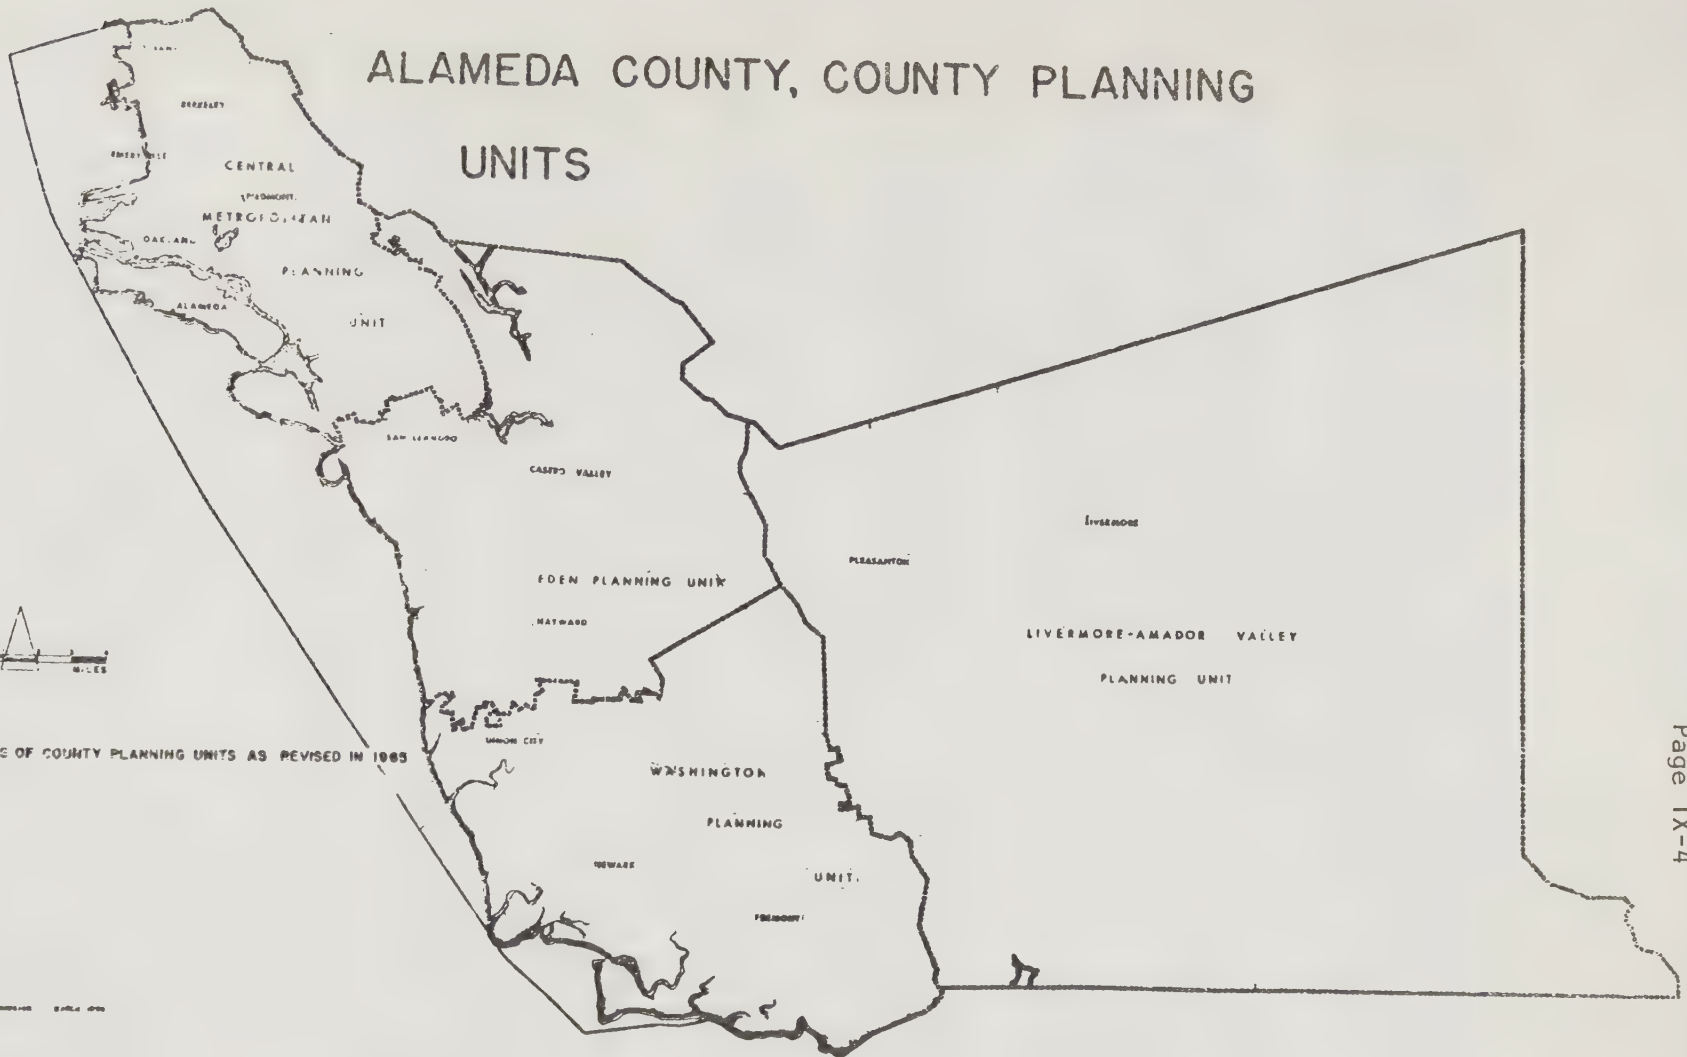 ALAMEDA COUNTY, COUNTY PLANNING
UNITS
BERKELEY
EMERYVILLE
CENTRAL
PIEDMONT
METROPOLITAN
OAKLAND
PLANNING
ALAMEDA
UNIT
SAN LEANDRO
CASTRO VALLEY
LIVERMORE
PLEASANTON
EDEN PLANNING UNIT
HAYWARD
LIVERMORE-AMADOR VALLEY
PLANNING UNIT
MILES
UNION CITY
OF COUNTY PLANNING UNITS AS REVISED IN 1965
WASHINGTON
PLANNING
NEWARK
UNIT
FREMONT
Page IX-4